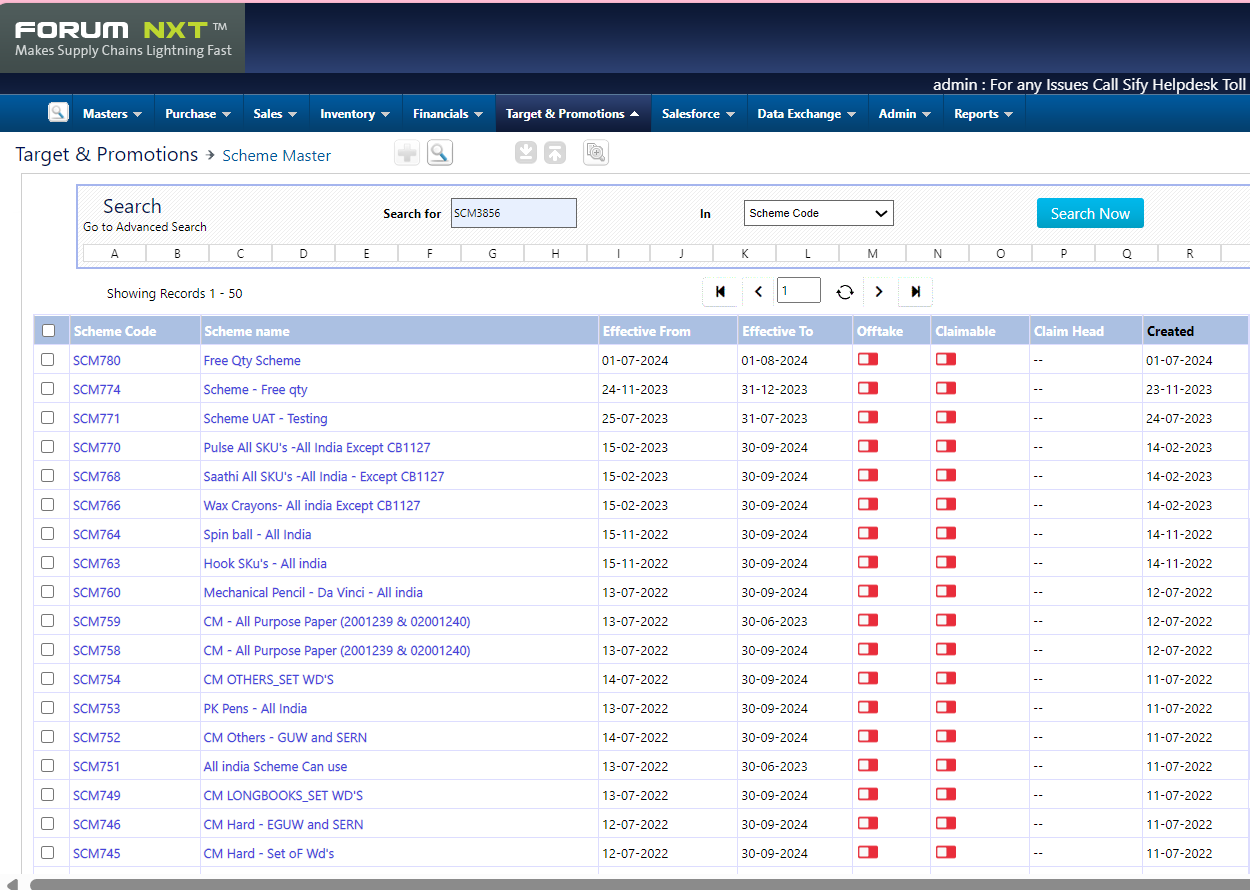 FORUM NXT TM
Makes Supply Chains Lightning Fast
admin : For any Issues Call Sify Helpdesk Toll
Masters Purchase Sales Inventory Financials Target & Promotions Salesforce Data Exchange Admin Reports
Target & Promotions → Scheme Master
Search
Go to Advanced Search
Search for SCM3856 In Scheme Code Search Now
A B C D E F G H I J K L M N O P Q R
Showing Records 1 - 50 1
Scheme Code Scheme name Effective From Effective To Offtake Claimable Claim Head Created
SCM780 Free Qty Scheme 01-07-2024 01-08-2024 -- 01-07-2024
SCM774 Scheme - Free qty 24-11-2023 31-12-2023 -- 23-11-2023
SCM771 Scheme UAT - Testing 25-07-2023 31-07-2023 -- 24-07-2023
SCM770 Pulse All SKU's -All India Except CB1127 15-02-2023 30-09-2024 -- 14-02-2023
SCM768 Saathi All SKU's -All India - Except CB1127 15-02-2023 30-09-2024 -- 14-02-2023
SCM766 Wax Crayons- All india Except CB1127 15-02-2023 30-09-2024 -- 14-02-2023
SCM764 Spin ball - All India 15-11-2022 30-09-2024 -- 14-11-2022
SCM763 Hook SKu's - All india 15-11-2022 30-09-2024 -- 14-11-2022
SCM760 Mechanical Pencil - Da Vinci - All india 13-07-2022 30-09-2024 -- 12-07-2022
SCM759 CM - All Purpose Paper (2001239 & 02001240) 13-07-2022 30-06-2023 -- 12-07-2022
SCM758 CM - All Purpose Paper (2001239 & 02001240) 13-07-2022 30-09-2024 -- 12-07-2022
SCM754 CM OTHERS_SET WD'S 14-07-2022 30-09-2024 -- 11-07-2022
SCM753 PK Pens - All India 13-07-2022 30-09-2024 -- 11-07-2022
SCM752 CM Others - GUW and SERN 14-07-2022 30-09-2024 -- 11-07-2022
SCM751 All india Scheme Can use 13-07-2022 30-06-2023 -- 11-07-2022
SCM749 CM LONGBOOKS_SET WD'S 13-07-2022 30-09-2024 -- 11-07-2022
SCM746 CM Hard - EGUW and SERN 12-07-2022 30-09-2024 -- 11-07-2022
SCM745 CM Hard - Set oF Wd's 12-07-2022 30-09-2024 -- 11-07-2022